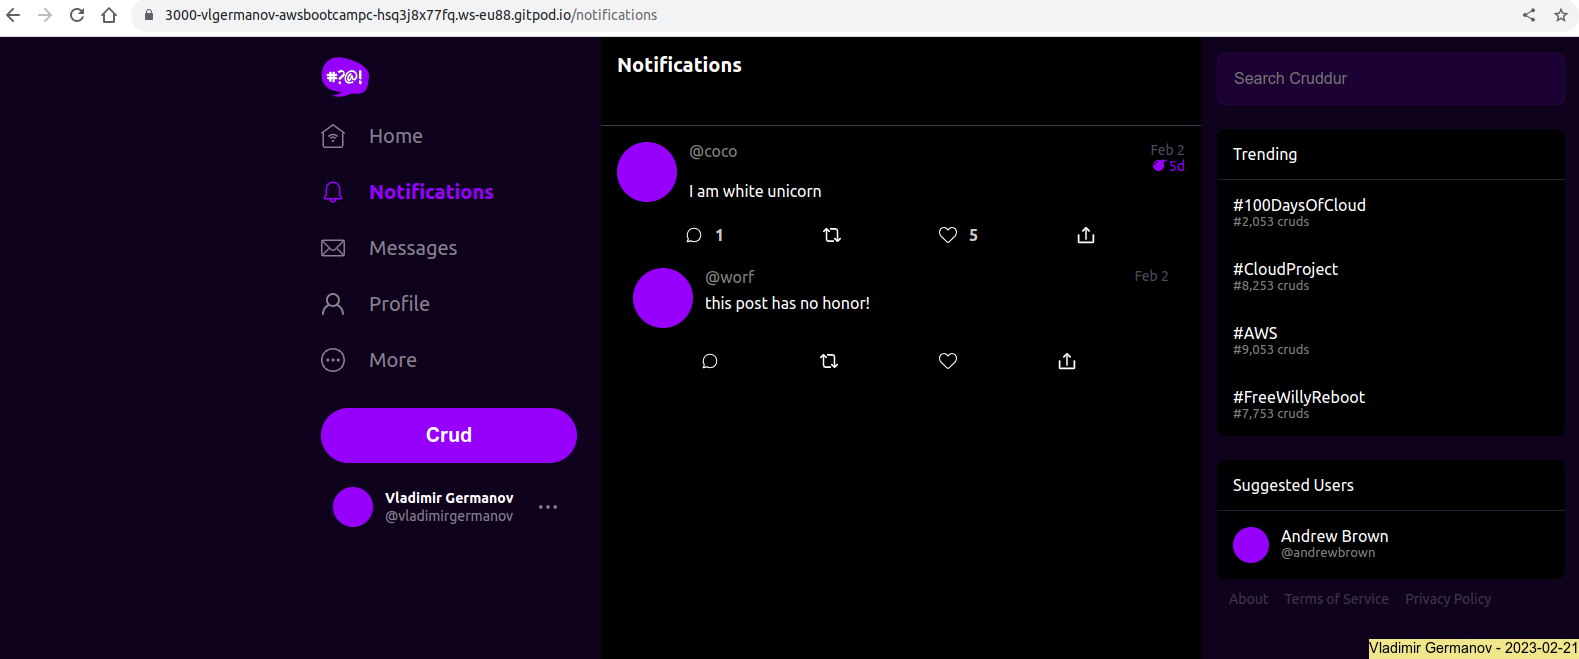 3000-vlgermanov-awsbootcampc-hsq3j8x77fq.ws-eu88.gitpod.io/notifications
#?@!
Home
Notifications
Messages
Profile
More
Crud
Vladimir Germanov
@vladimirgermanov
Notifications
@coco
Feb 2
5d
I am white unicorn
1
5
@worf
Feb 2
this post has no honor!
Search Cruddur
Trending
#100DaysOfCloud
#2,053 cruds
#CloudProject
#8,253 cruds
#AWS
#9,053 cruds
#FreeWillyReboot
#7,753 cruds
Suggested Users
Andrew Brown
@andrewbrown
About Terms of Service Privacy Policy
Vladimir Germanov - 2023-02-21